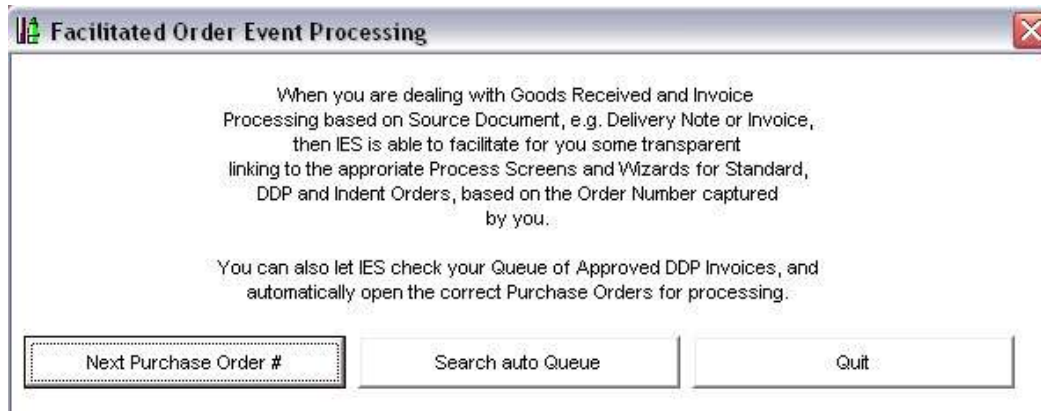 Facilitated Order Event Processing
When you are dealing with Goods Received and Invoice
Processing based on Source Document, e.g. Delivery Note or Invoice,
then IES is able to facilitate for you some transparent
linking to the approriate Process Screens and Wizards for Standard,
DDP and Indent Orders, based on the Order Number captured
by you.
You can also let IES check your Queue of Approved DDP Invoices, and
automatically open the correct Purchase Orders for processing.
Next Purchase Order # Search auto Queue Quit